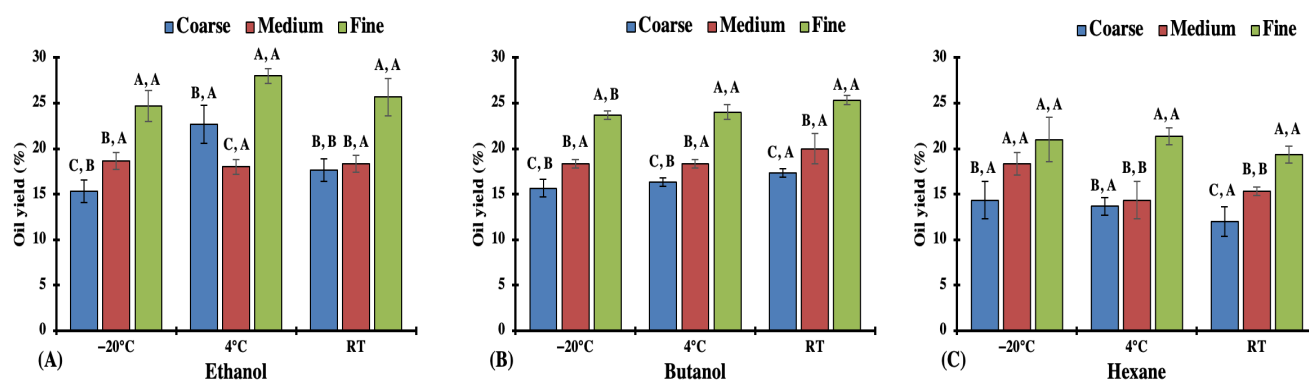 Coarse Medium Fine
30
25
20
15
10
5
0
Oil yield (%)
C, B B, A A, A
B, A C, A A, A
B, B B, A A, A
−20°C 4°C RT
(A) Ethanol
Coarse Medium Fine
30
25
20
15
10
5
0
Oil yield (%)
C, B B, A A, B
C, B B, A A, A
C, A B, A A, A
−20°C 4°C RT
(B) Butanol
Coarse Medium Fine
30
25
20
15
10
5
0
Oil yield (%)
B, A A, A A, A
B, A B, B A, A
C, A B, B A, A
−20°C 4°C RT
(C) Hexane